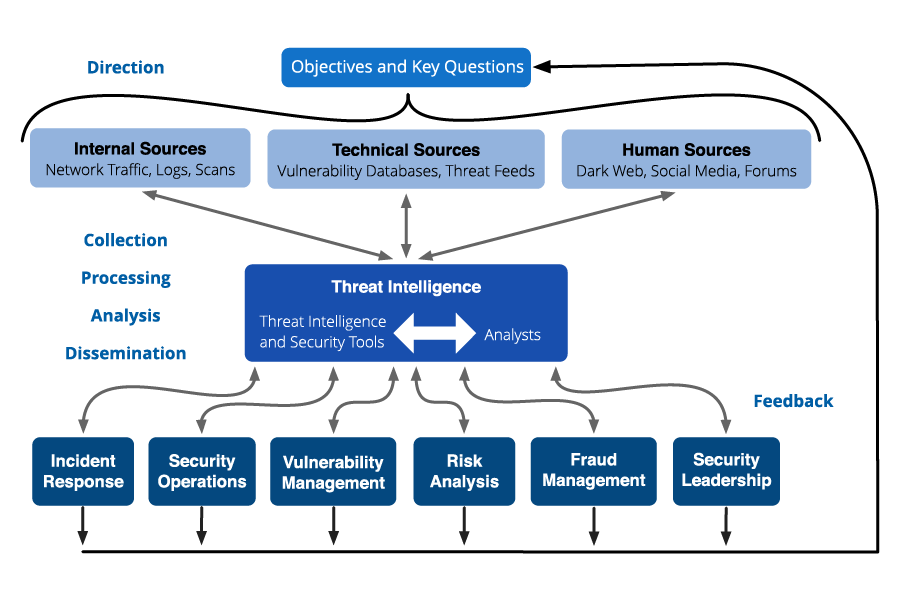 Direction
Objectives and Key Questions
Internal Sources
Network Traffic, Logs, Scans
Technical Sources
Vulnerability Databases, Threat Feeds
Human Sources
Dark Web, Social Media, Forums
Collection
Processing
Analysis
Dissemination
Threat Intelligence
Threat Intelligence
and Security Tools
Analysts
Feedback
Incident
Response
Security
Operations
Vulnerability
Management
Risk
Analysis
Fraud
Management
Security
Leadership